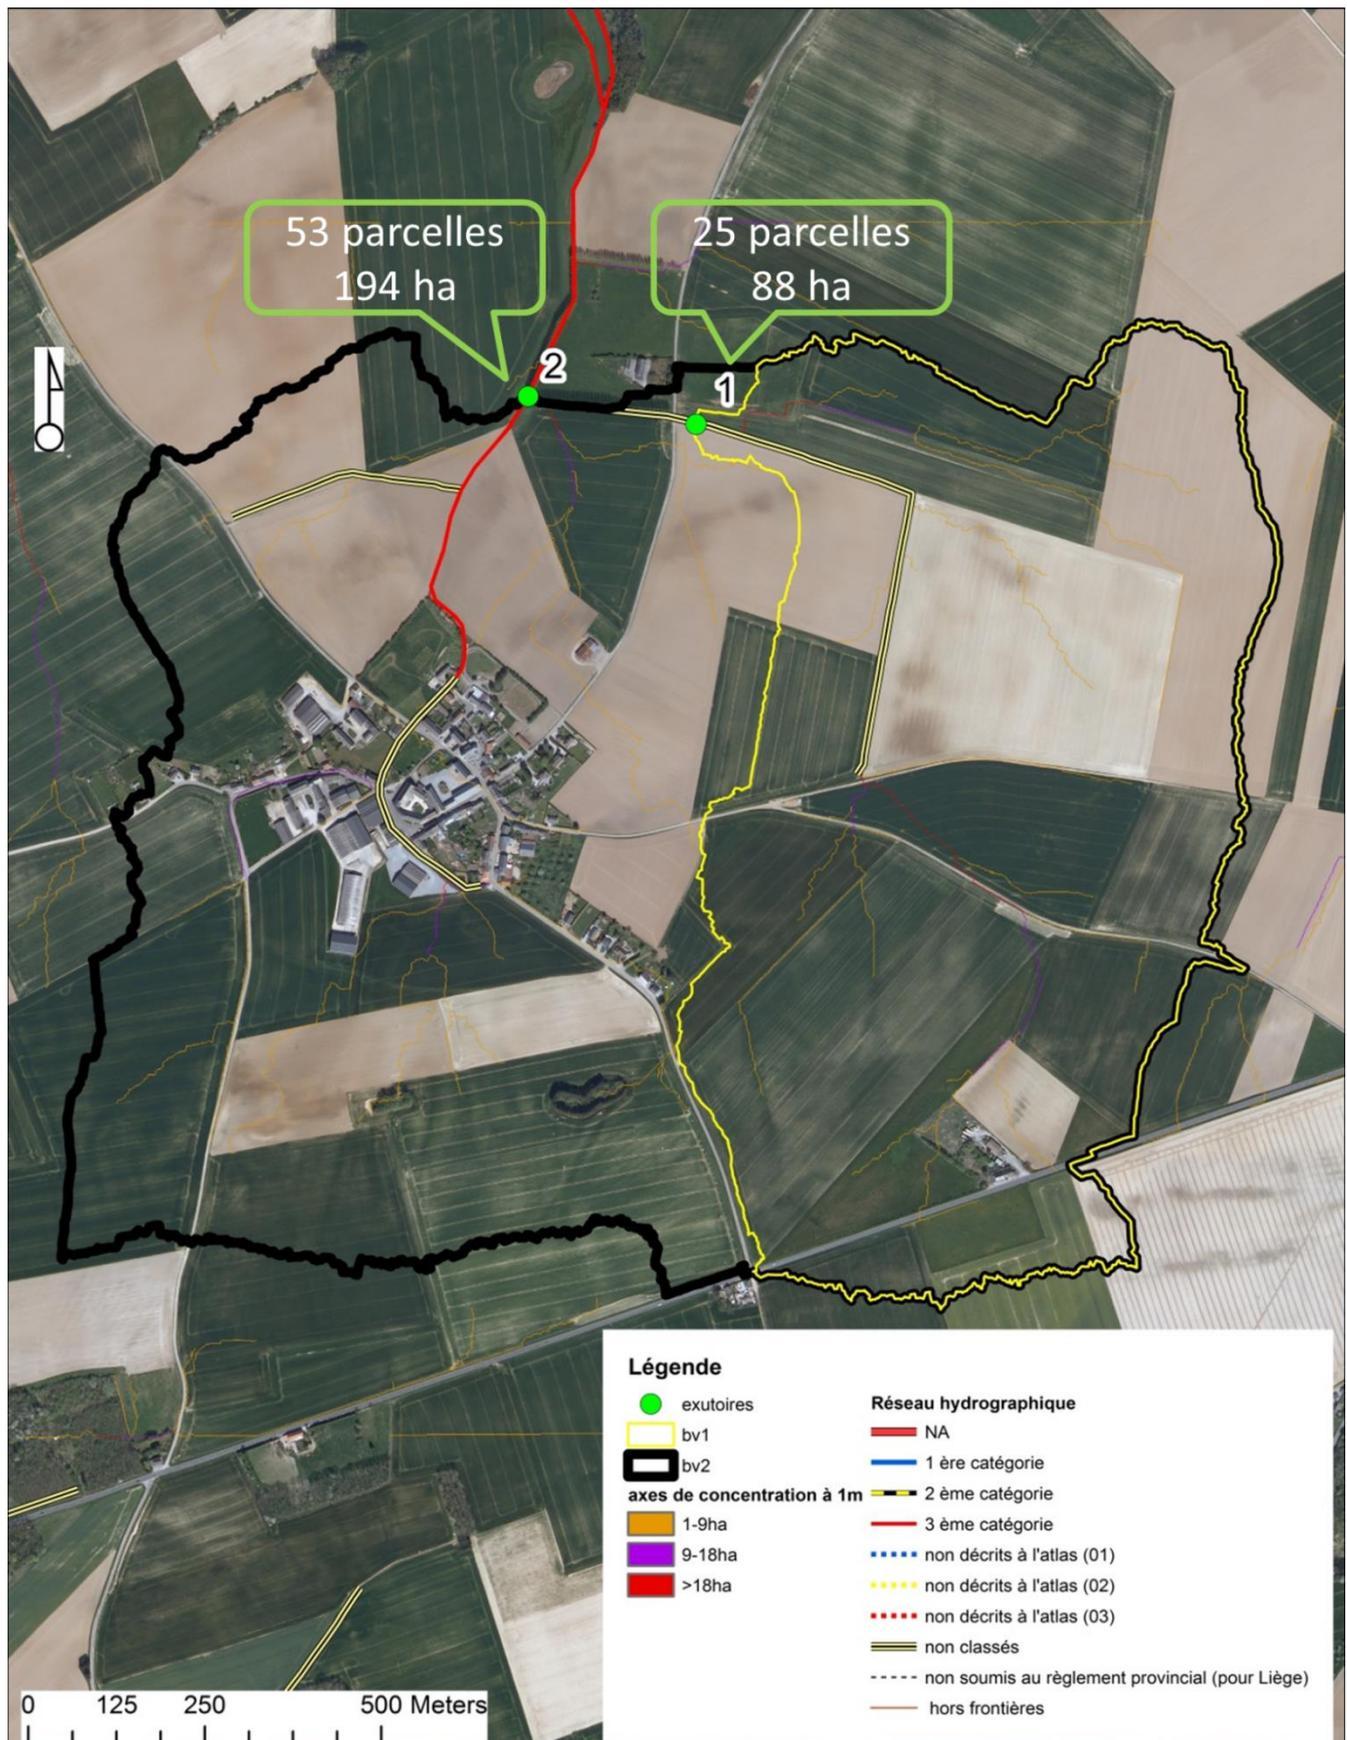 53 parcelles
194 ha
25 parcelles
88 ha
2
1
Légende
exutoires
bv1
bv2
axes de concentration à 1m
1-9ha
9-18ha
>18ha
Réseau hydrographique
NA
1 ère catégorie
2 ème catégorie
3 ème catégorie
non décrits à l'atlas (01)
non décrits à l'atlas (02)
non décrits à l'atlas (03)
non classés
non soumis au règlement provincial (pour Liège)
hors frontières
0 125 250 500 Meters